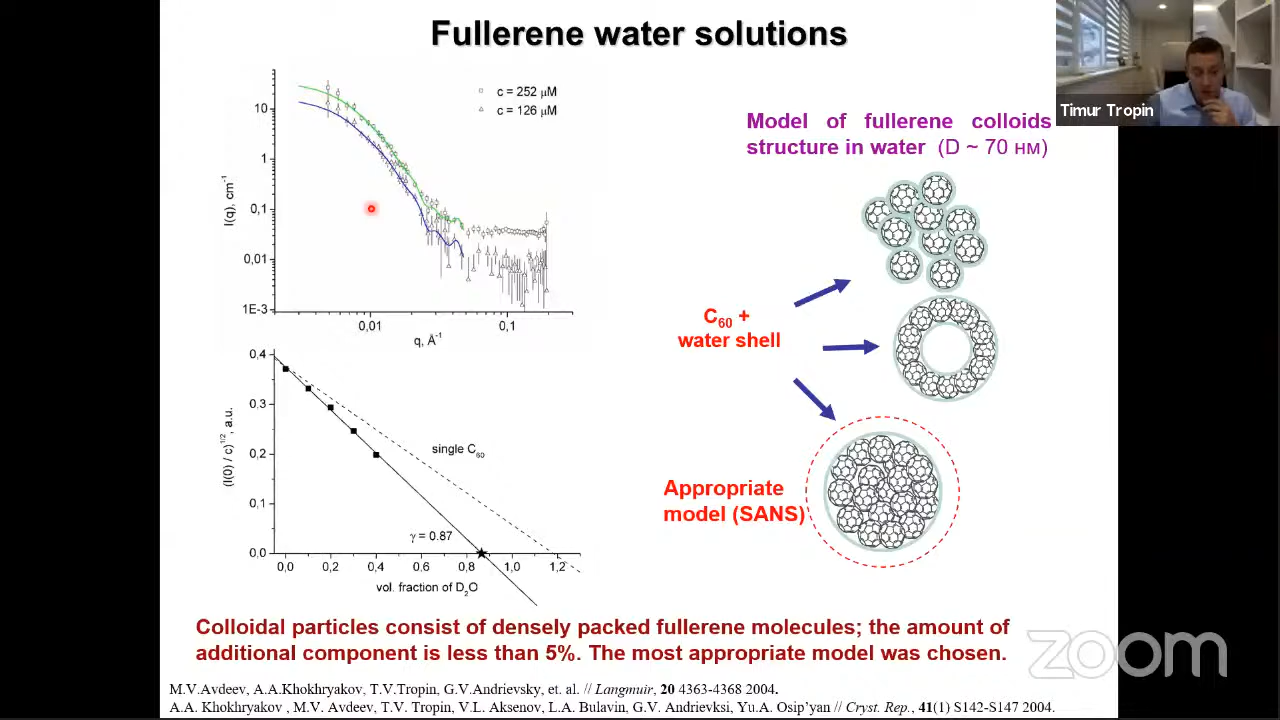 Fullerene water solutions
Timur Tropin
c = 252 μM
c = 126 μM
10
1
0,1
0,01
1E-3
I(q), cm⁻¹
0,01
0,1
q, Å⁻¹
Model of fullerene colloids
structure in water (D ~ 70 нм)
C₆₀ +
water shell
Appropriate
model (SANS)
0,4
0.3
0,2
0,1
0.0
(I(0) / c)¹ᐟ², a.u.
single C₆₀
γ = 0.87
0,0
0,2
0,4
0,6
0,8
1,0
1,2
vol. fraction of D₂O
Colloidal particles consist of densely packed fullerene molecules; the amount of
additional component is less than 5%. The most appropriate model was chosen.
zoom
M.V.Avdeev, A.A.Khokhryakov, T.V.Tropin, G.V.Andrievsky, et. al. // Langmuir, 20 4363-4368 2004.
A.A. Khokhryakov , M.V. Avdeev, T.V. Tropin, V.L. Aksenov, L.A. Bulavin, G.V. Andrievksi, Yu.A. Osip'yan // Cryst. Rep., 41(1) S142-S147 2004.